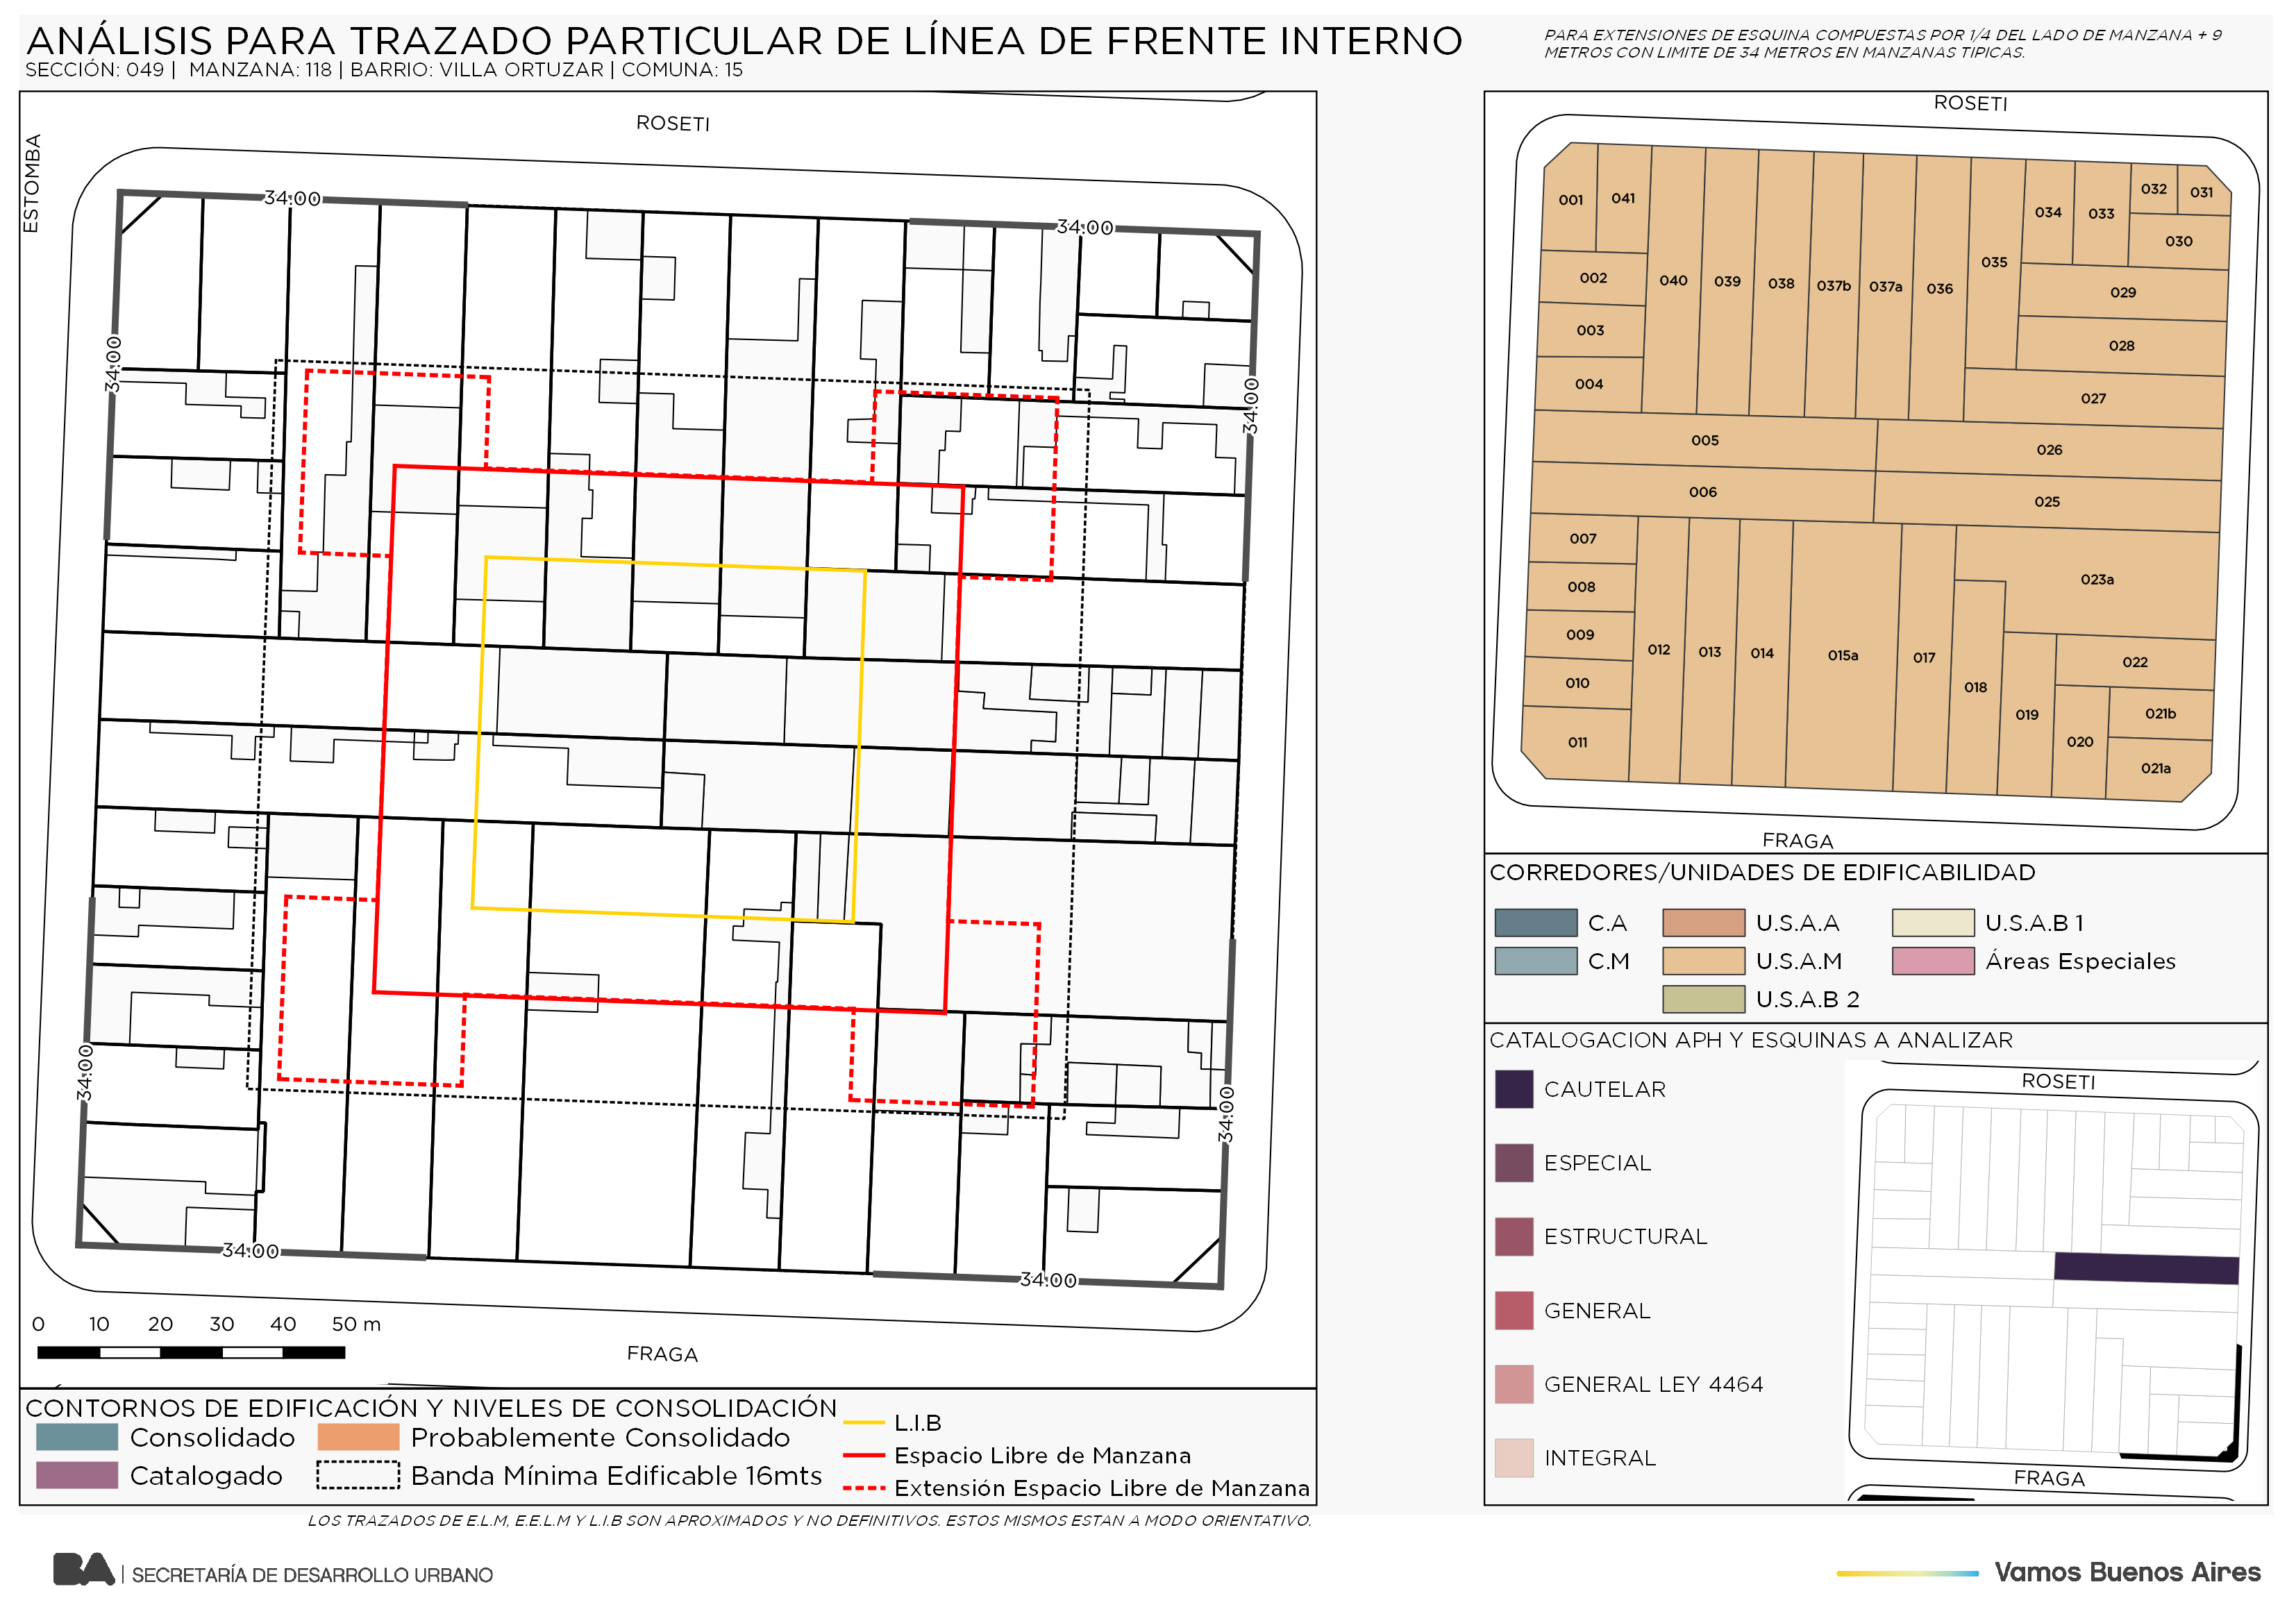 ANÁLISIS PARA TRAZADO PARTICULAR DE LÍNEA DE FRENTE INTERNO
SECCIÓN: 049 | MANZANA: 118 | BARRIO: VILLA ORTUZAR | COMUNA: 15
PARA EXTENSIONES DE ESQUINA COMPUESTAS POR 1/4 DEL LADO DE MANZANA + 9
METROS CON LIMITE DE 34 METROS EN MANZANAS TIPICAS.
ROSETI
ESTOMBA
34:00
34:00
34:00
34:00
34:00
34:00
34:00
34:00
0 10 20 30 40 50 m
FRAGA
CONTORNOS DE EDIFICACIÓN Y NIVELES DE CONSOLIDACIÓN
Consolidado
Probablemente Consolidado
Catalogado
Banda Mínima Edificable 16mts
L.I.B
Espacio Libre de Manzana
Extensión Espacio Libre de Manzana
LOS TRAZADOS DE E.L.M, E.E.L.M Y L.I.B SON APROXIMADOS Y NO DEFINITIVOS. ESTOS MISMOS ESTAN A MODO ORIENTATIVO.
ROSETI
001 041 040 039 038 037b 037a 036 035 034 033 032 031
030
002
029
003
028
004
027
005
026
006
025
007
023a
008
009
010
011
012 013 014 015a 017 018 019 020
022
021b
021a
FRAGA
CORREDORES/UNIDADES DE EDIFICABILIDAD
C.A
U.S.A.A
U.S.A.B 1
C.M
U.S.A.M
Áreas Especiales
U.S.A.B 2
CATALOGACION APH Y ESQUINAS A ANALIZAR
CAUTELAR
ESPECIAL
ESTRUCTURAL
GENERAL
GENERAL LEY 4464
INTEGRAL
ROSETI
FRAGA
BA | SECRETARÍA DE DESARROLLO URBANO
Vamos Buenos Aires